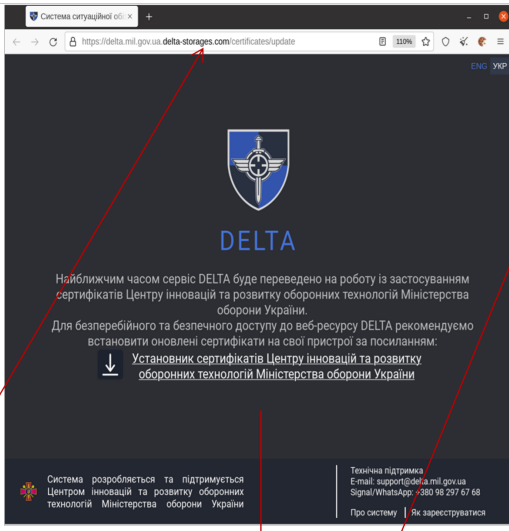 Система ситуаційної об
https://delta.mil.gov.ua.delta-storages.com/certificates/update
110%
ENG УКР
DELTA
Найближчим часом сервіс DELTA буде переведено на роботу із застосуванням
сертифікатів Центру інновацій та розвитку оборонних технологій Міністерства
оборони України.
Для безперебійного та безпечного доступу до веб-ресурсу DELTA рекомендуємо
встановити оновлені сертифікати на свої пристрої за посиланням:
Установник сертифікатів Центру інновацій та розвитку
оборонних технологій Міністерства оборони України
Система розробляється та підтримується
Центром інновацій та розвитку оборонних
технологій Міністерства оборони України
Технічна підтримка
E-mail: support@delta.mil.gov.ua
Signal/WhatsApp: +380 98 297 67 68
Про систему | Як зареєструватися